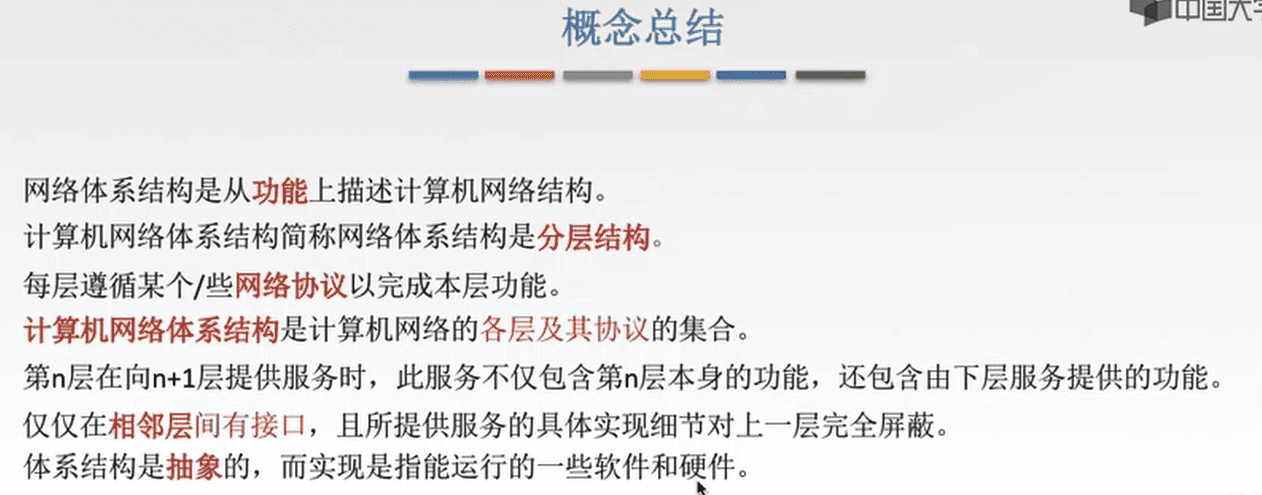 中国大学
概念总结
网络体系结构是从功能上描述计算机网络结构。
计算机网络体系结构简称网络体系结构是分层结构。
每层遵循某个/些网络协议以完成本层功能。
计算机网络体系结构是计算机网络的各层及其协议的集合。
第n层在向n+1层提供服务时，此服务不仅包含第n层本身的功能，还包含由下层服务提供的功能。
仅仅在相邻层间有接口，且所提供服务的具体实现细节对上一层完全屏蔽。
体系结构是抽象的，而实现是指能运行的一些软件和硬件。